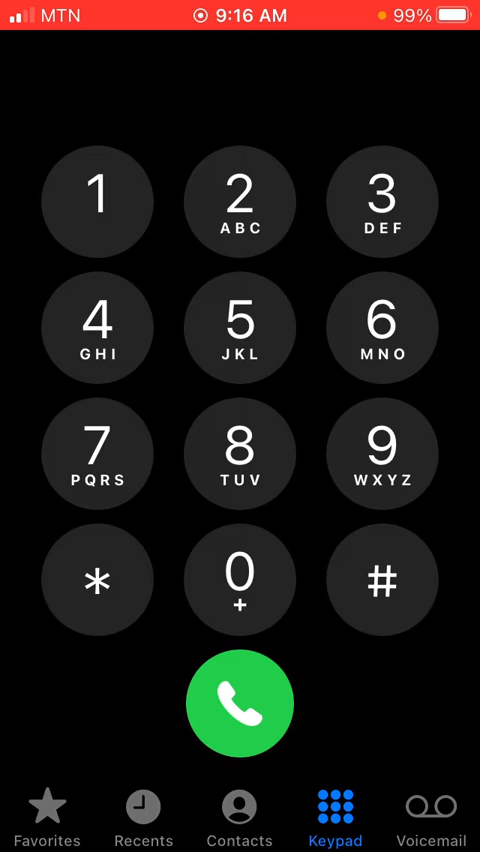 MTN 9:16 AM 99%
1 2 3
ABC DEF
4 5 6
GHI JKL MNO
7 8 9
PQRS TUV WXYZ
* 0 #
+
Favorites Recents Contacts Keypad Voicemail